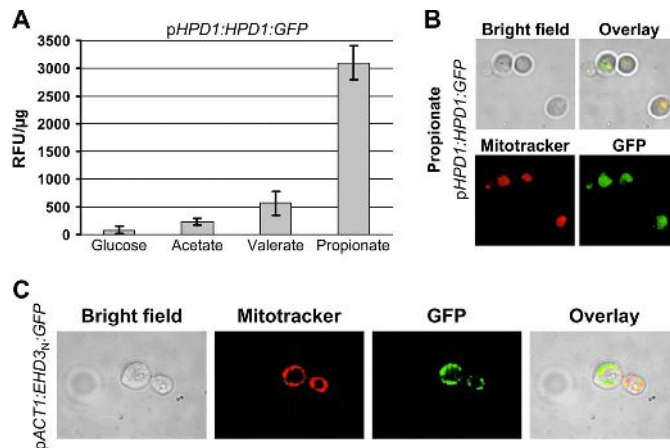 A
pHPD1:HPD1:GFP
RFU/µg
3500
3000
2500
2000
1500
1000
500
0
Glucose Acetate Valerate Propionate
B
Bright field Overlay
Propionate
pHPD1:HPD1:GFP
Mitotracker GFP
C
Bright field Mitotracker GFP Overlay
pACT1:EHD3N:GFP